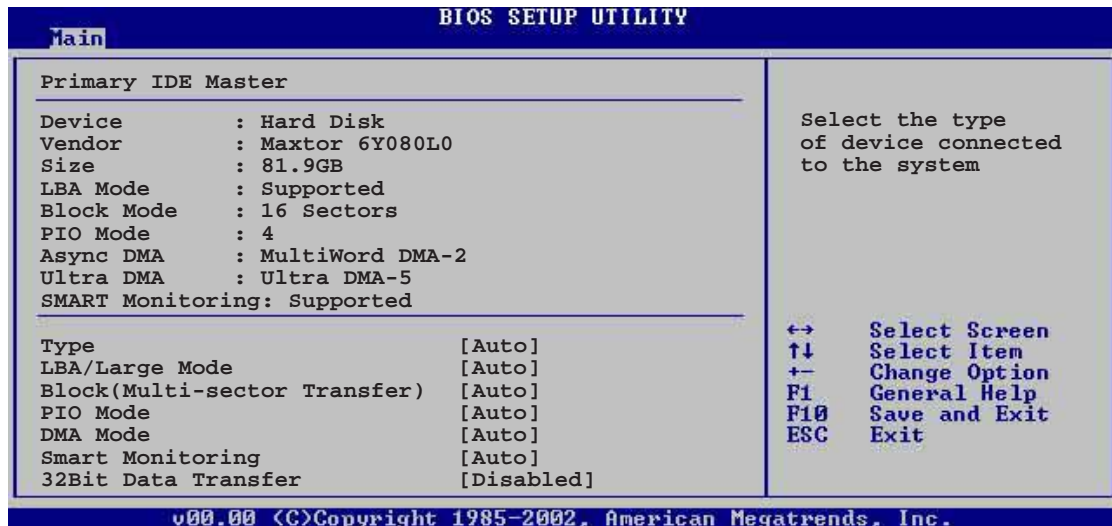 BIOS SETUP UTILITY
Main
Primary IDE Master
Device : Hard Disk
Vendor : Maxtor 6Y080L0
Size : 81.9GB
LBA Mode : Supported
Block Mode : 16 Sectors
PIO Mode : 4
Async DMA : MultiWord DMA-2
Ultra DMA : Ultra DMA-5
SMART Monitoring: Supported
Type [Auto]
LBA/Large Mode [Auto]
Block(Multi-sector Transfer) [Auto]
PIO Mode [Auto]
DMA Mode [Auto]
Smart Monitoring [Auto]
32Bit Data Transfer [Disabled]
Select the type
of device connected
to the system
←→ Select Screen
↑↓ Select Item
+- Change Option
F1 General Help
F10 Save and Exit
ESC Exit
v00.00 (C)Copyright 1985-2002, American Megatrends, Inc.